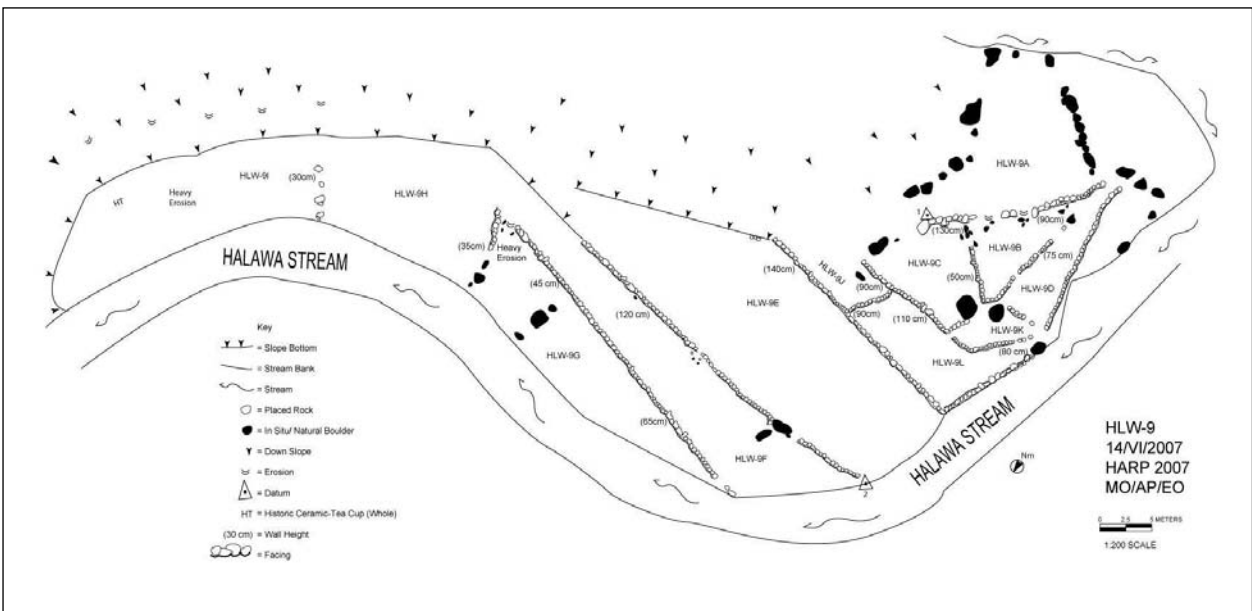 HLW-9A
HLW-9I
(30cm)
HLW-9H
HT
Heavy
Erosion
1
(130cm)
(90cm)
HLW-9B
(35cm)
Heavy
Erosion
HALAWA STREAM
(140cm)
HLW-9J
HLW-9C
(75 cm)
(50cm)
HLW-9D
(45 cm)
(90cm)
(90cm)
HLW-9E
(120 cm)
(110 cm)
HLW-9K
(80 cm)
HLW-9G
HLW-9L
(65cm)
HLW-9F
2
HALAWA STREAM
Nm
Key
= Slope Bottom
= Stream Bank
= Stream
= Placed Rock
= In Situ/ Natural Boulder
= Down Slope
= Erosion
= Datum
HT = Historic Ceramic-Tea Cup (Whole)
(30 cm) = Wall Height
= Facing
HLW-9
14/VI/2007
HARP 2007
MO/AP/EO
0 2.5 5 METERS
1:200 SCALE